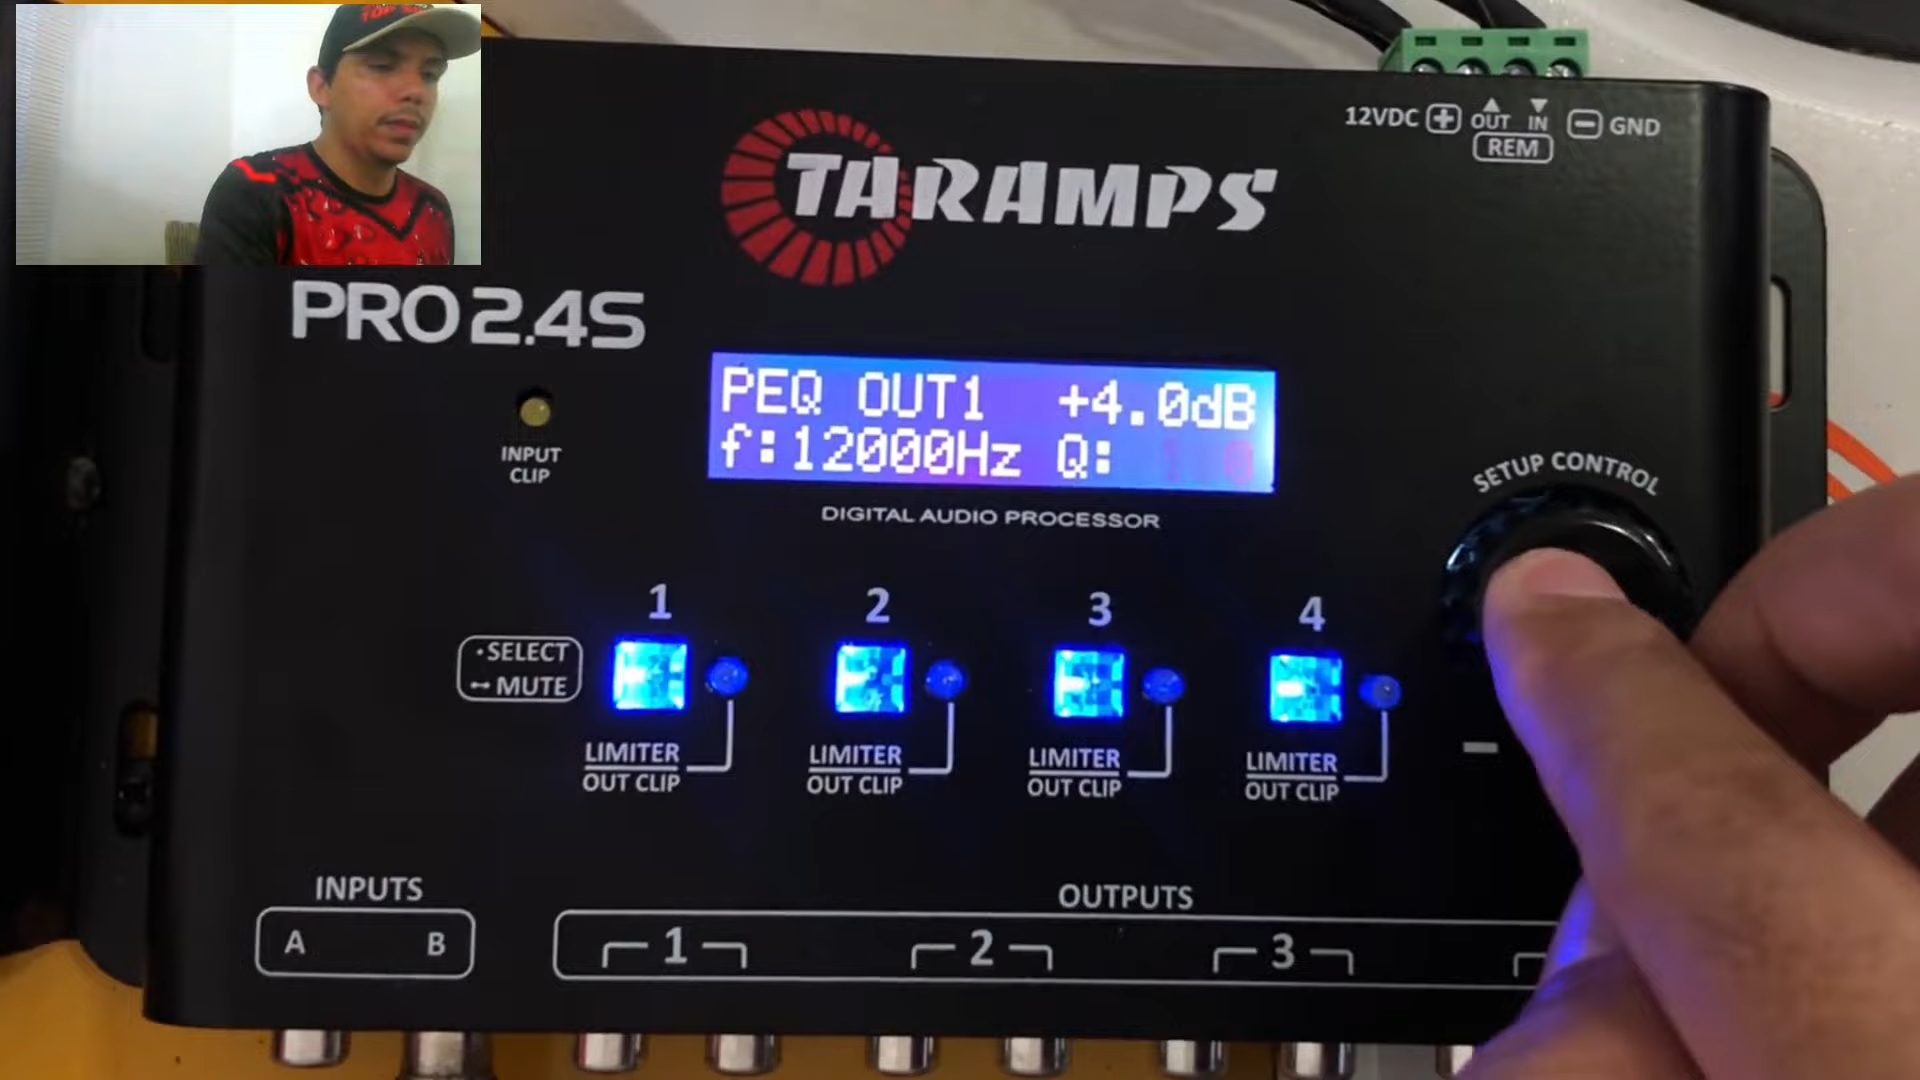 12VDC + OUT IN - GND
REM
TARAMPS
PRO 2.4S
PEQ OUT1 +4.0dB
f:12000Hz Q:
INPUT
CLIP
DIGITAL AUDIO PROCESSOR
SETUP CONTROL
1 2 3 4
SELECT
MUTE
LIMITER LIMITER LIMITER LIMITER
OUT CLIP OUT CLIP OUT CLIP OUT CLIP
INPUTS
A B
OUTPUTS
1 2 3